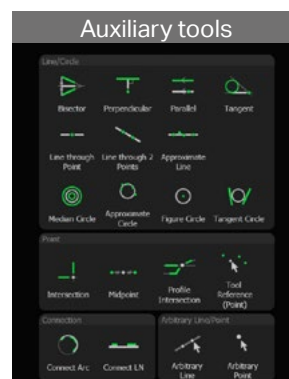 Auxiliary tools
Line/Circle
Bisector Perpendicular Parallel Tangent
Line through Point Line through 2 Points Approximate Line
Median Circle Approximate Circle Figure Circle Tangent Circle
Point
Intersection Midpoint Profile Intersection Tool Reference (Point)
Connection Arbitrary Line/Point
Connect Arc Connect LN Arbitrary Line Arbitrary Point